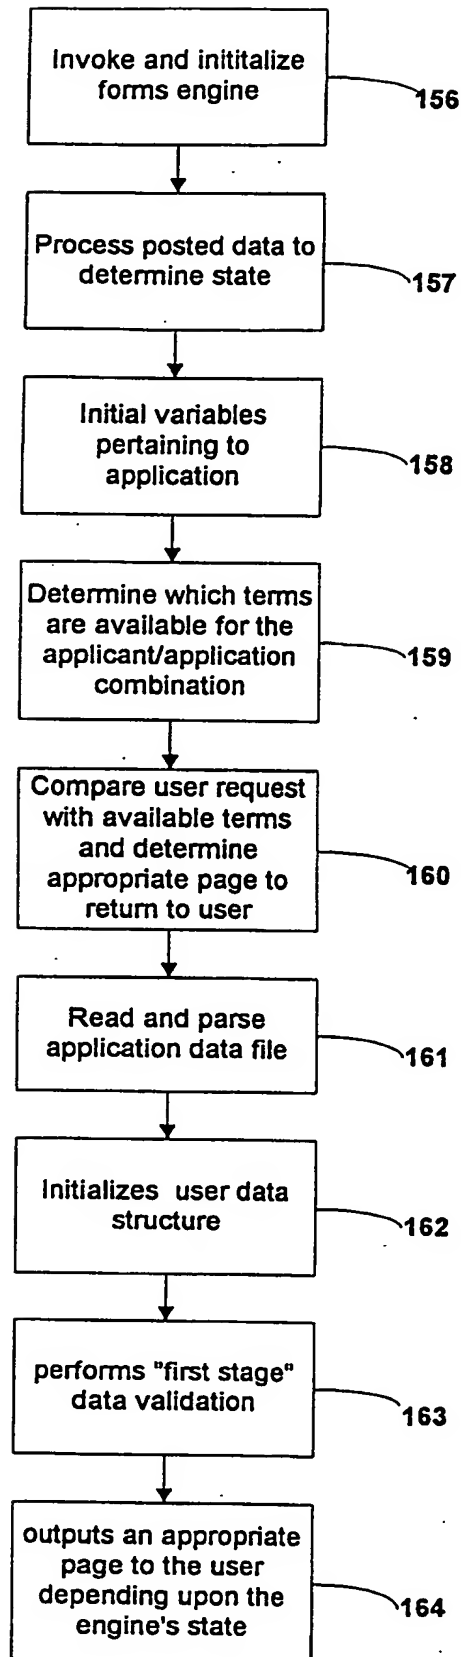 Invoke and inititalize
forms engine
156
Process posted data to
determine state
157
Initial variables
pertaining to
application
158
Determine which terms
are available for the
applicant/application
combination
159
Compare user request
with available terms
and determine
appropriate page to
return to user
160
Read and parse
application data file
161
Initializes user data
structure
162
performs "first stage"
data validation
163
outputs an appropriate
page to the user
depending upon the
engine's state
164